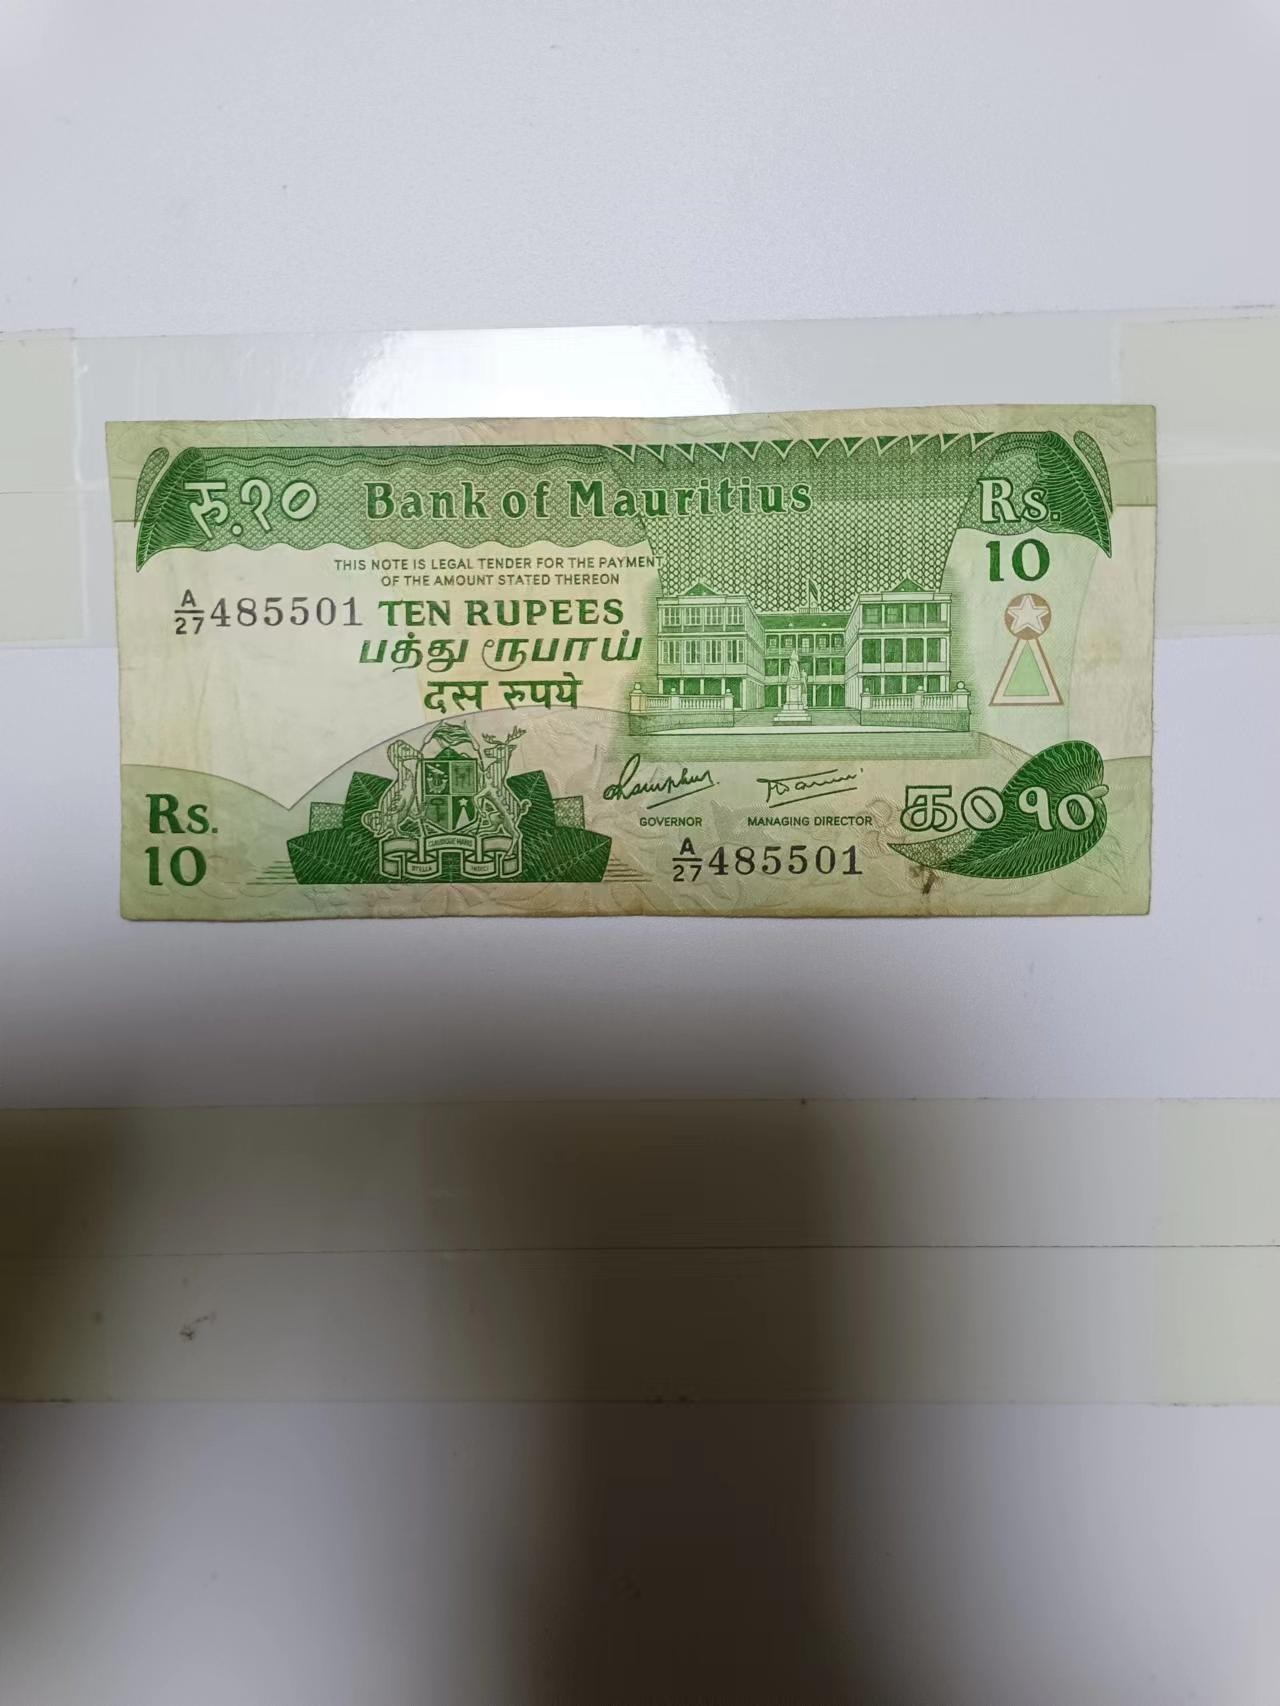 रु.१० Bank of Mauritius Rs.
10
THIS NOTE IS LEGAL TENDER FOR THE PAYMENT
OF THE AMOUNT STATED THEREON
A/27 485501 TEN RUPEES
பத்து ரூபாய்
दस रुपये
Rs.
10
GOVERNOR MANAGING DIRECTOR
A/27 485501
STELLA